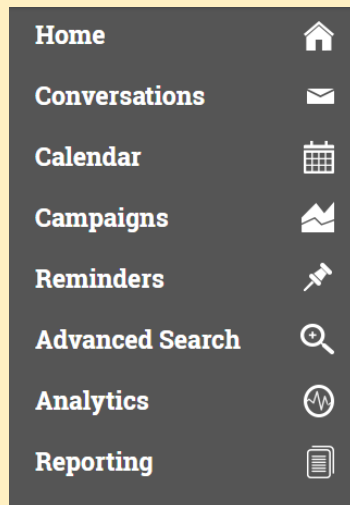 Home
Conversations
Calendar
Campaigns
Reminders
Advanced Search
Analytics
Reporting